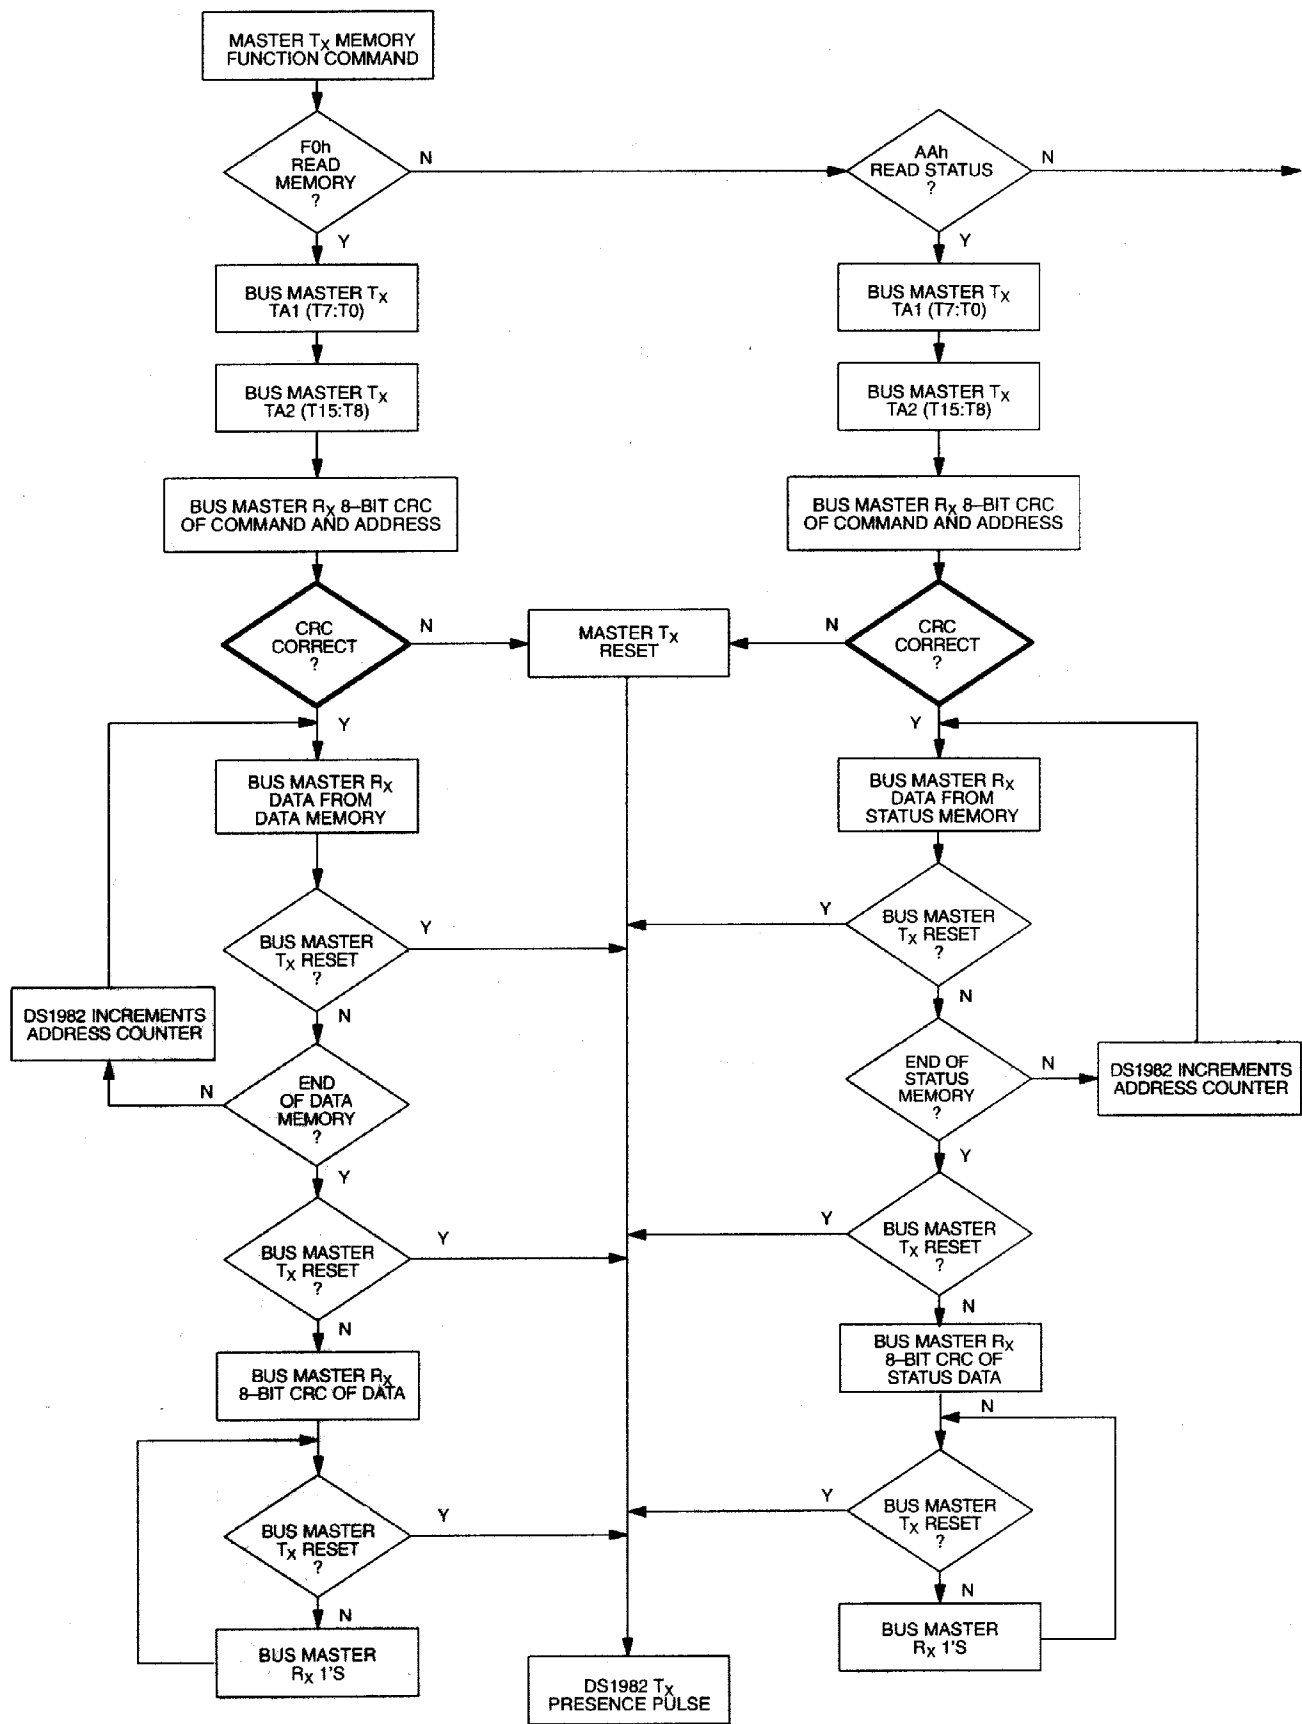 MASTER TX MEMORY
FUNCTION COMMAND
F0h
READ
MEMORY
?
N
Y
AAh
READ STATUS
?
N
Y
BUS MASTER TX
TA1 (T7:T0)
BUS MASTER TX
TA1 (T7:T0)
BUS MASTER TX
TA2 (T15:T8)
BUS MASTER TX
TA2 (T15:T8)
BUS MASTER RX 8–BIT CRC
OF COMMAND AND ADDRESS
BUS MASTER RX 8–BIT CRC
OF COMMAND AND ADDRESS
CRC
CORRECT
?
N
Y
MASTER TX
RESET
N
CRC
CORRECT
?
Y
BUS MASTER RX
DATA FROM
DATA MEMORY
BUS MASTER RX
DATA FROM
STATUS MEMORY
BUS MASTER
TX RESET
?
Y
N
Y
BUS MASTER
TX RESET
?
N
DS1982 INCREMENTS
ADDRESS COUNTER
N
END
OF DATA
MEMORY
?
Y
END OF
STATUS
MEMORY
?
N
Y
DS1982 INCREMENTS
ADDRESS COUNTER
BUS MASTER
TX RESET
?
Y
N
Y
BUS MASTER
TX RESET
?
N
BUS MASTER RX
8–BIT CRC OF DATA
BUS MASTER RX
8–BIT CRC OF
STATUS DATA
N
BUS MASTER
TX RESET
?
Y
N
Y
BUS MASTER
TX RESET
?
N
BUS MASTER
RX 1'S
BUS MASTER
RX 1'S
DS1982 TX
PRESENCE PULSE